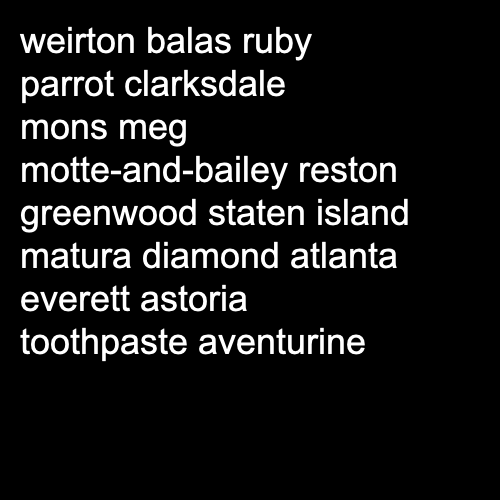 weirton balas ruby
parrot clarksdale
mons meg
motte-and-bailey reston
greenwood staten island
matura diamond atlanta
everett astoria
toothpaste aventurine